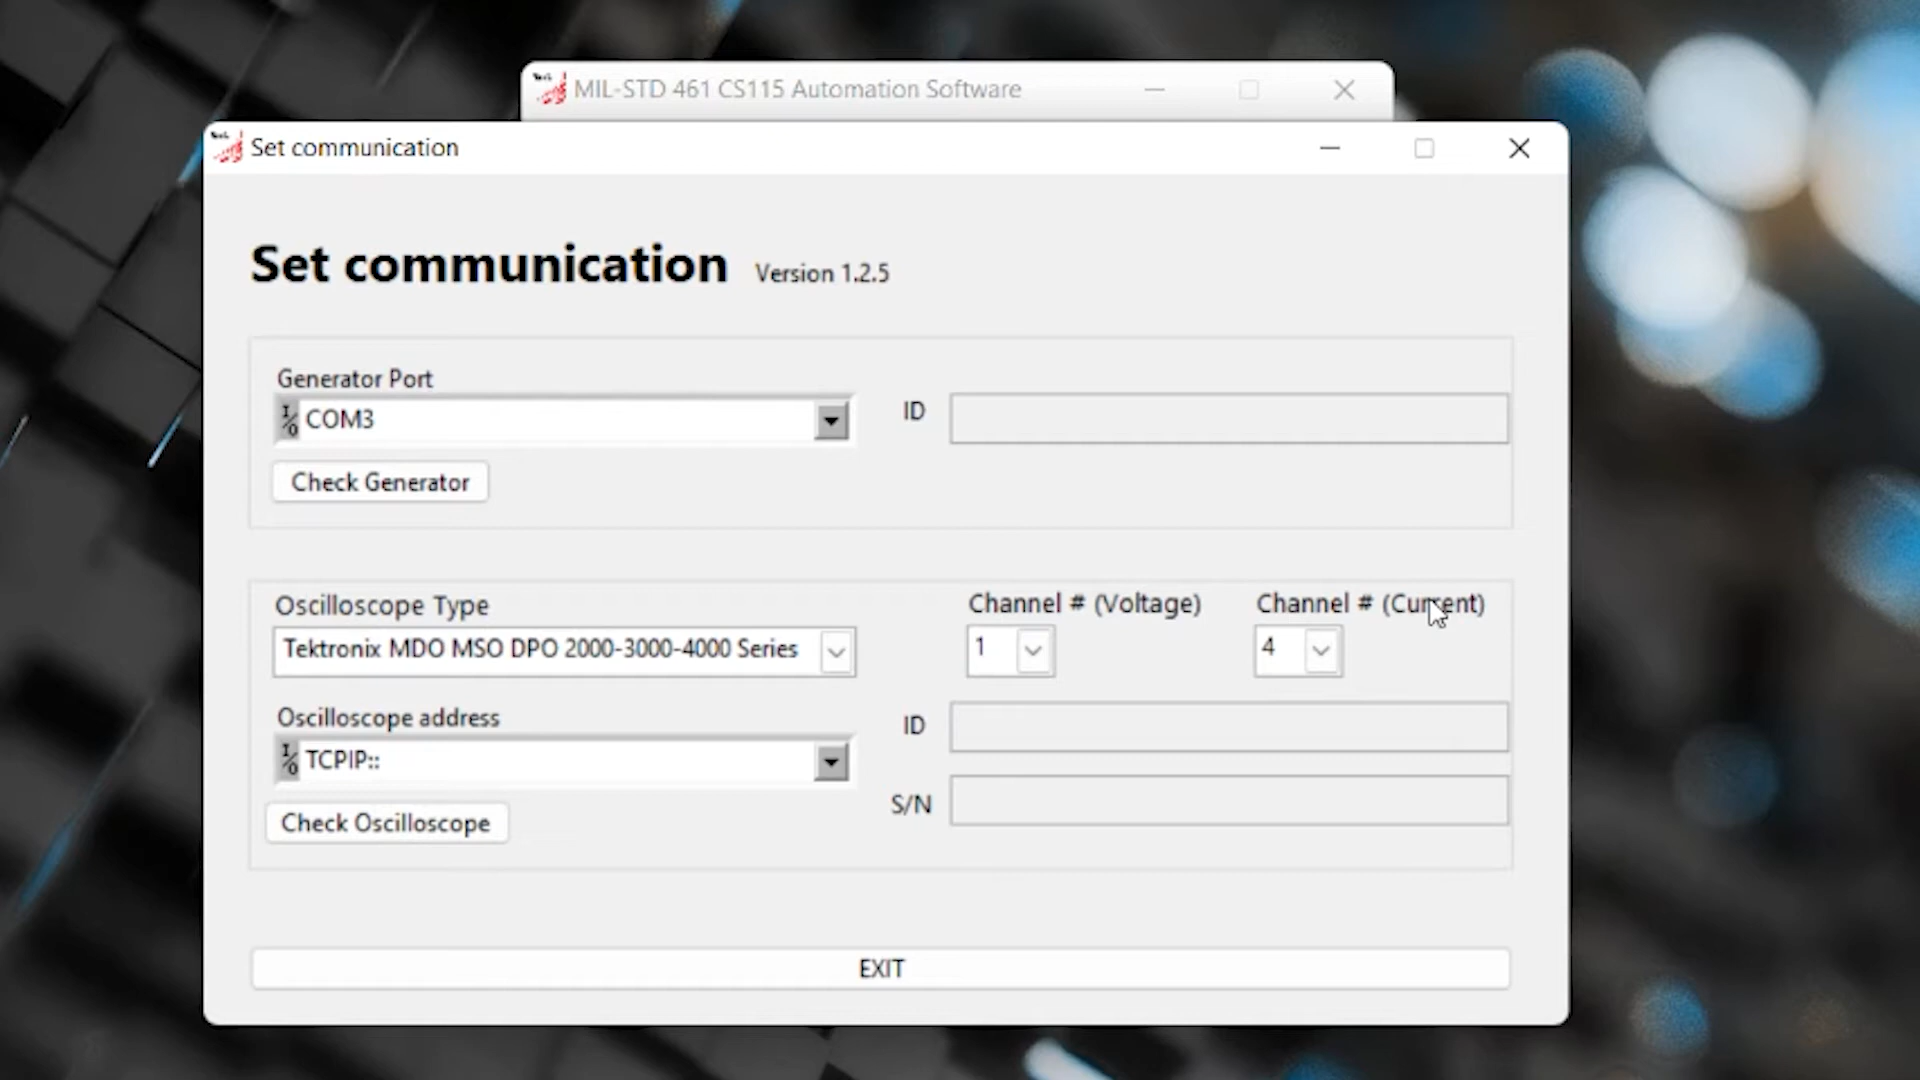 MIL-STD 461 CS115 Automation Software
Set communication
Set communication Version 1.2.5
Generator Port
COM3
ID
Check Generator
Oscilloscope Type
Channel # (Voltage)
Channel # (Current)
Tektronix MDO MSO DPO 2000-3000-4000 Series
1
4
Oscilloscope address
ID
TCPIP::
S/N
Check Oscilloscope
EXIT